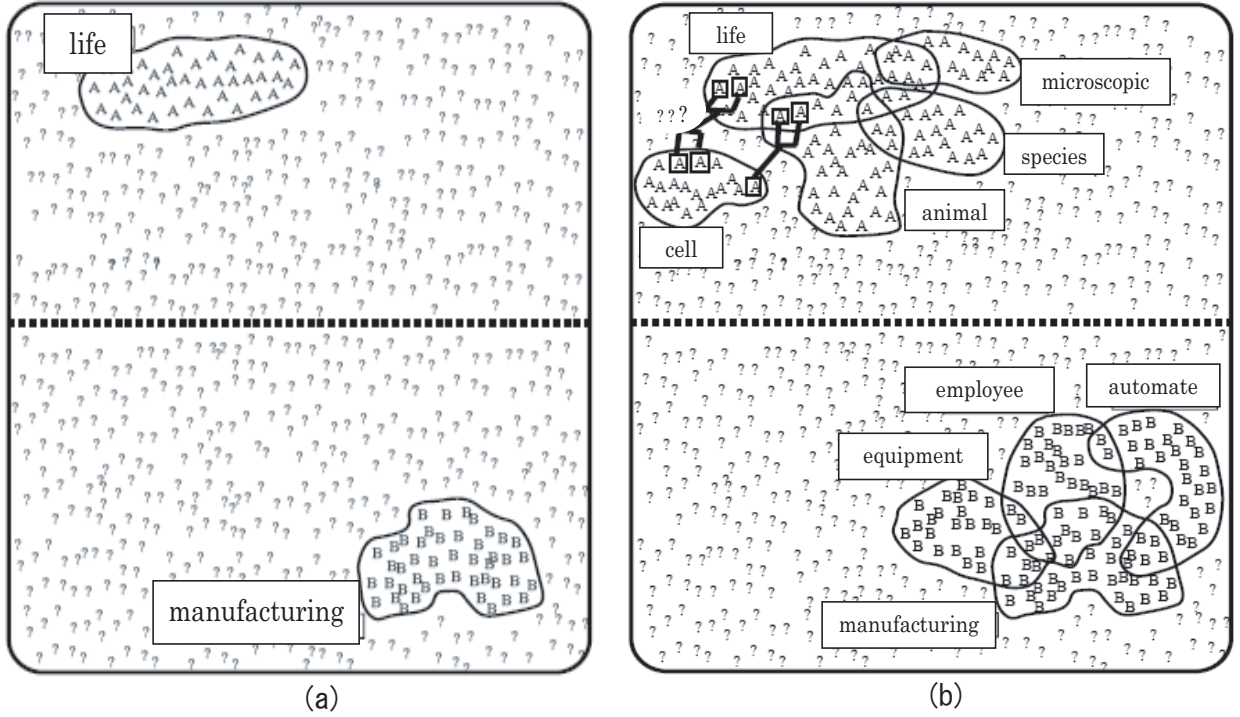 life
manufacturing
(a)
life
microscopic
species
animal
cell
employee
automate
equipment
manufacturing
(b)